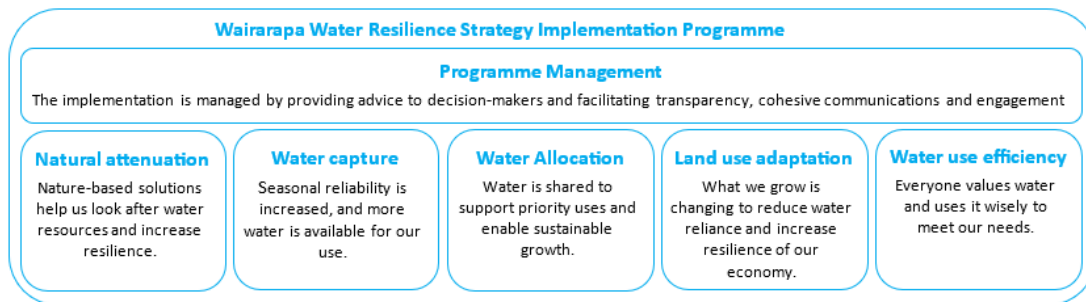 Wairarapa Water Resilience Strategy Implementation Programme
Programme Management
The implementation is managed by providing advice to decision-makers and facilitating transparency, cohesive communications and engagement
Natural attenuation
Nature-based solutions
help us look after water
resources and increase
resilience.
Water capture
Seasonal reliability is
increased, and more
water is available for our
use.
Water Allocation
Water is shared to
support priority uses and
enable sustainable
growth.
Land use adaptation
What we grow is
changing to reduce water
reliance and increase
resilience of our
economy.
Water use efficiency
Everyone values water
and uses it wisely to
meet our needs.